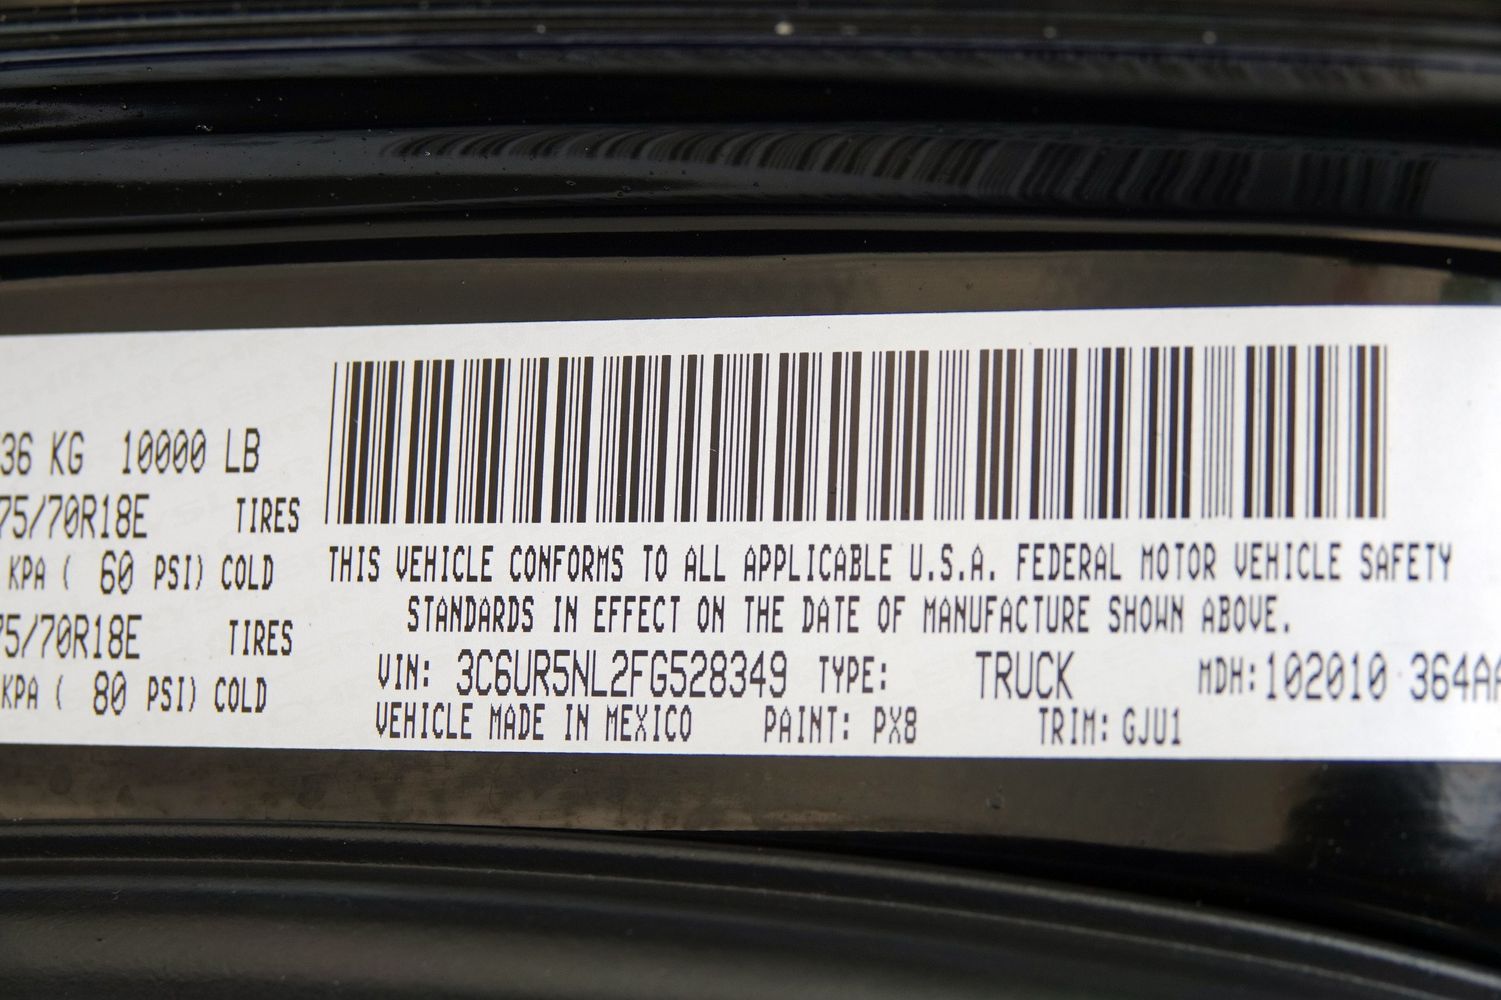 36 KG 10000 LB
75/70R18E TIRES
KPA ( 60 PSI) COLD
75/70R18E TIRES
KPA ( 80 PSI) COLD
THIS VEHICLE CONFORMS TO ALL APPLICABLE U.S.A. FEDERAL MOTOR VEHICLE SAFETY
STANDARDS IN EFFECT ON THE DATE OF MANUFACTURE SHOWN ABOVE.
VIN: 3C6UR5NL2FG528349 TYPE: TRUCK MDH: 102010 364AA
VEHICLE MADE IN MEXICO PAINT: PX8 TRIM: GJU1